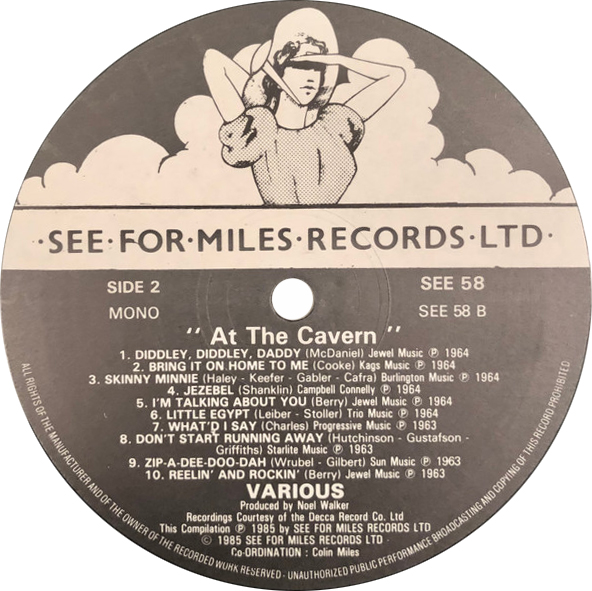 ·SEE·FOR·MILES·RECORDS·LTD·
SIDE 2
SEE 58
MONO
SEE 58 B
" At The Cavern "
1. DIDDLEY, DIDDLEY, DADDY (McDaniel) Jewel Music ℗ 1964
2. BRING IT ON HOME TO ME (Cooke) Kags Music ℗ 1964
3. SKINNY MINNIE (Haley - Keefer - Gabler - Cafra) Burlington Music ℗ 1964
4. JEZEBEL (Shanklin) Campbell Connelly ℗ 1964
5. I'M TALKING ABOUT YOU (Berry) Jewel Music ℗ 1964
6. LITTLE EGYPT (Leiber - Stoller) Trio Music ℗ 1964
7. WHAT'D I SAY (Charles) Progressive Music ℗ 1963
8. DON'T START RUNNING AWAY (Hutchinson - Gustafson -
Griffiths) Starlite Music ℗ 1963
9. ZIP-A-DEE-DOO-DAH (Wrubel - Gilbert) Sun Music ℗ 1963
10. REELIN' AND ROCKIN' (Berry) Jewel Music ℗ 1963
VARIOUS
Produced by Noel Walker
Recordings Courtesy of the Decca Record Co. Ltd
This Compilation ℗ 1985 by SEE FOR MILES RECORDS LTD
© 1985 SEE FOR MILES RECORDS LTD
Co-ORDINATION : Colin Miles
ALL RIGHTS OF THE MANUFACTURER AND OF THE OWNER OF THE RECORDED WORK RESERVED - UNAUTHORIZED PUBLIC PERFORMANCE BROADCASTING AND COPYING OF THIS RECORD PROHIBITED